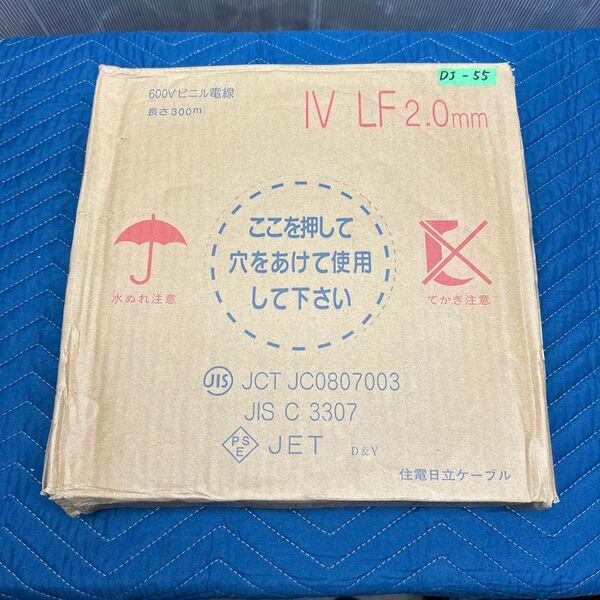 DJ-55
600Vビニル電線
長さ300m
IV LF 2.0mm
ここを押して
穴をあけて使用
して下さい
水ぬれ注意
てかぎ注意
JIS JCT JC0807003
JIS C 3307
PSE JET D&Y
住電日立ケーブル